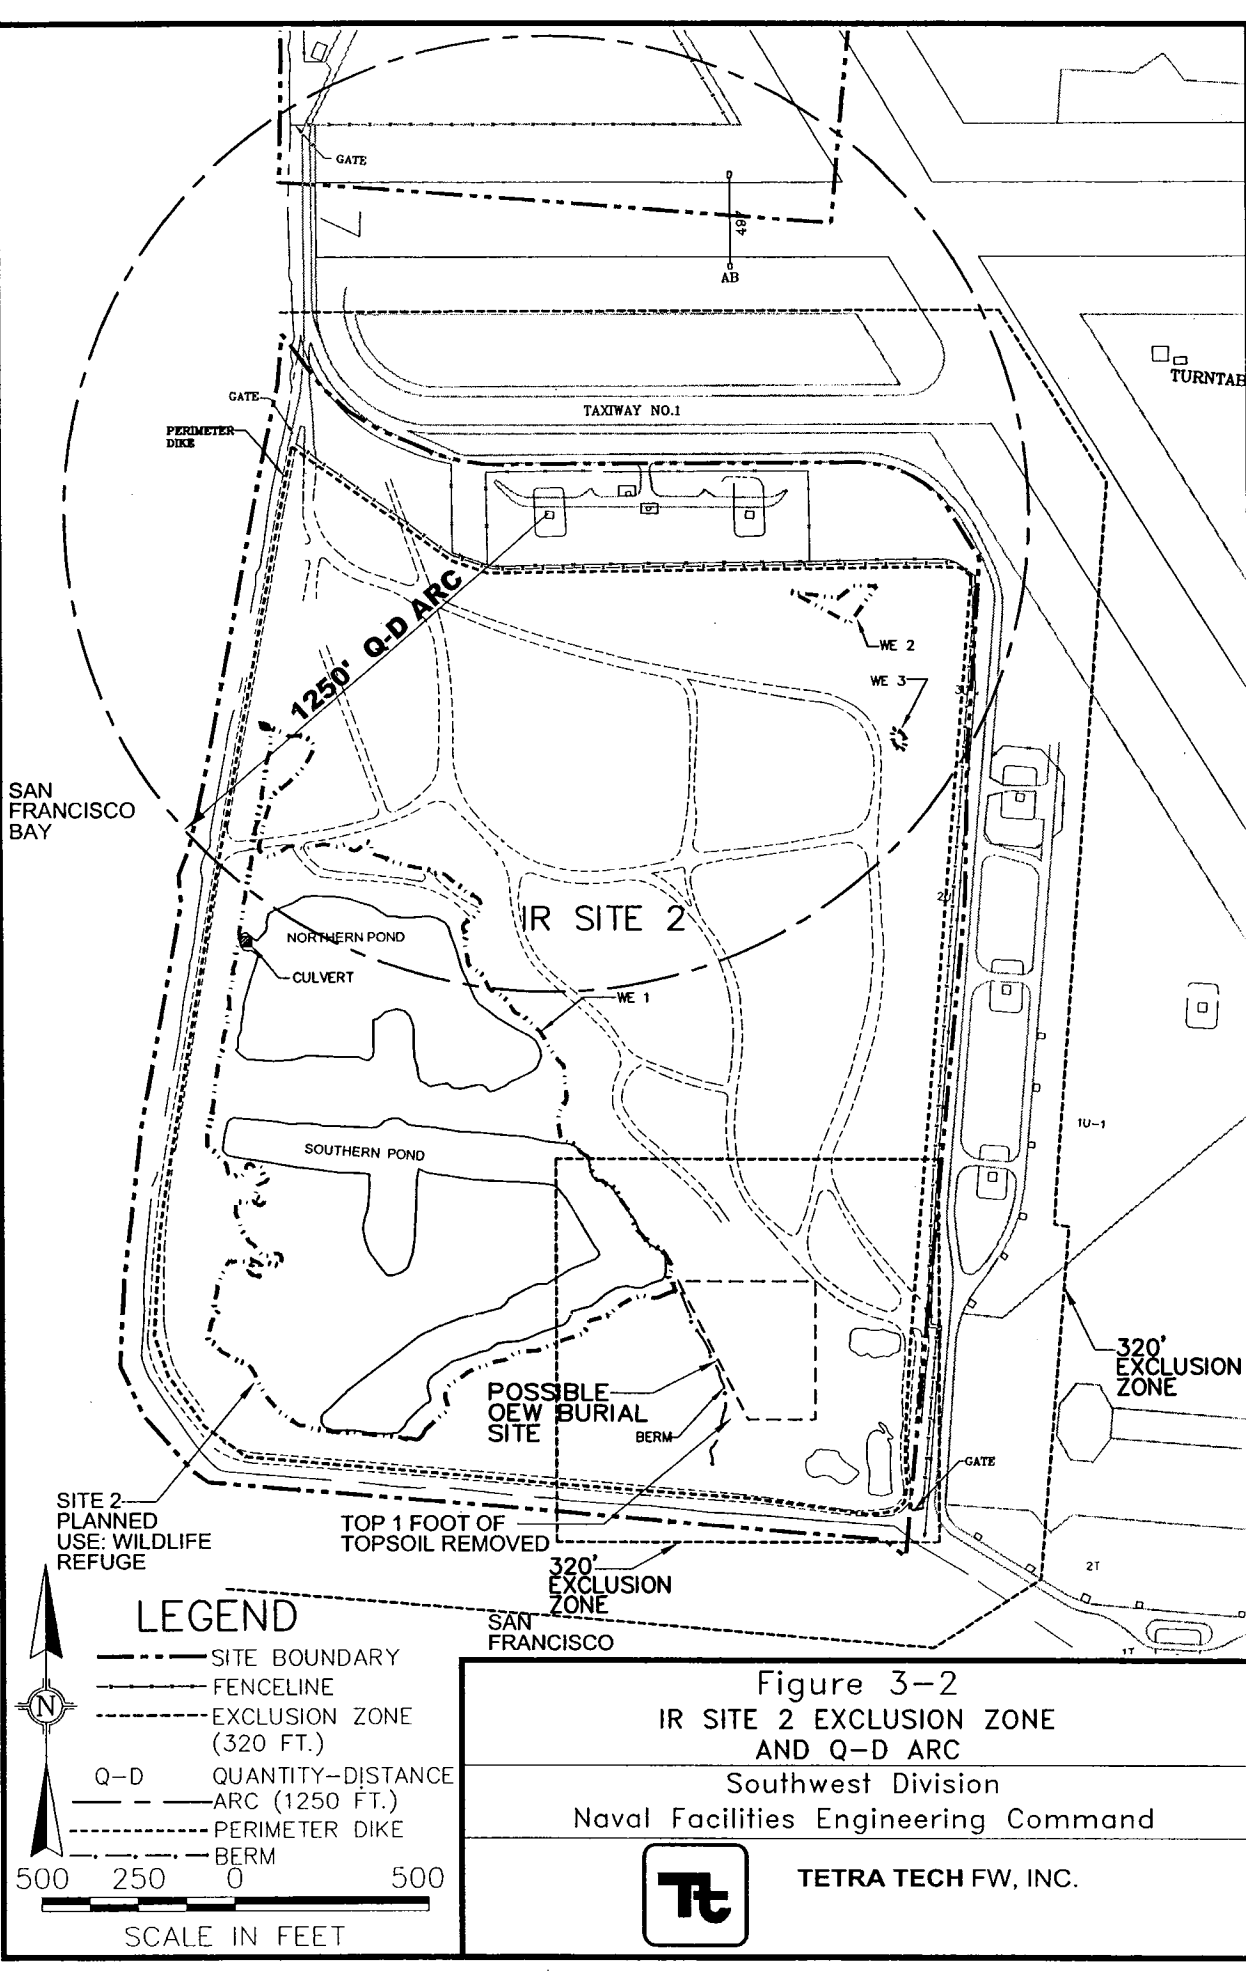 GATE
497
AB
TURNTAB
TAXIWAY NO.1
GATE
PERIMETER
DIKE
1250' Q-D ARC
WE 2
WE 3
SAN
FRANCISCO
BAY
IR SITE 2
NORTHERN POND
CULVERT
WE 1
1U-1
SOUTHERN POND
320'
EXCLUSION
ZONE
POSSIBLE
OEW BURIAL
SITE
BERM
GATE
SITE 2
PLANNED
USE: WILDLIFE
REFUGE
TOP 1 FOOT OF
TOPSOIL REMOVED
320'
EXCLUSION
ZONE
2T
SAN
FRANCISCO
1T
LEGEND
SITE BOUNDARY
FENCELINE
EXCLUSION ZONE
(320 FT.)
Q-D QUANTITY-DISTANCE
ARC (1250 FT.)
PERIMETER DIKE
BERM
N
500 250 0 500
SCALE IN FEET
Figure 3-2
IR SITE 2 EXCLUSION ZONE
AND Q-D ARC
Southwest Division
Naval Facilities Engineering Command
Tt
TETRA TECH FW, INC.